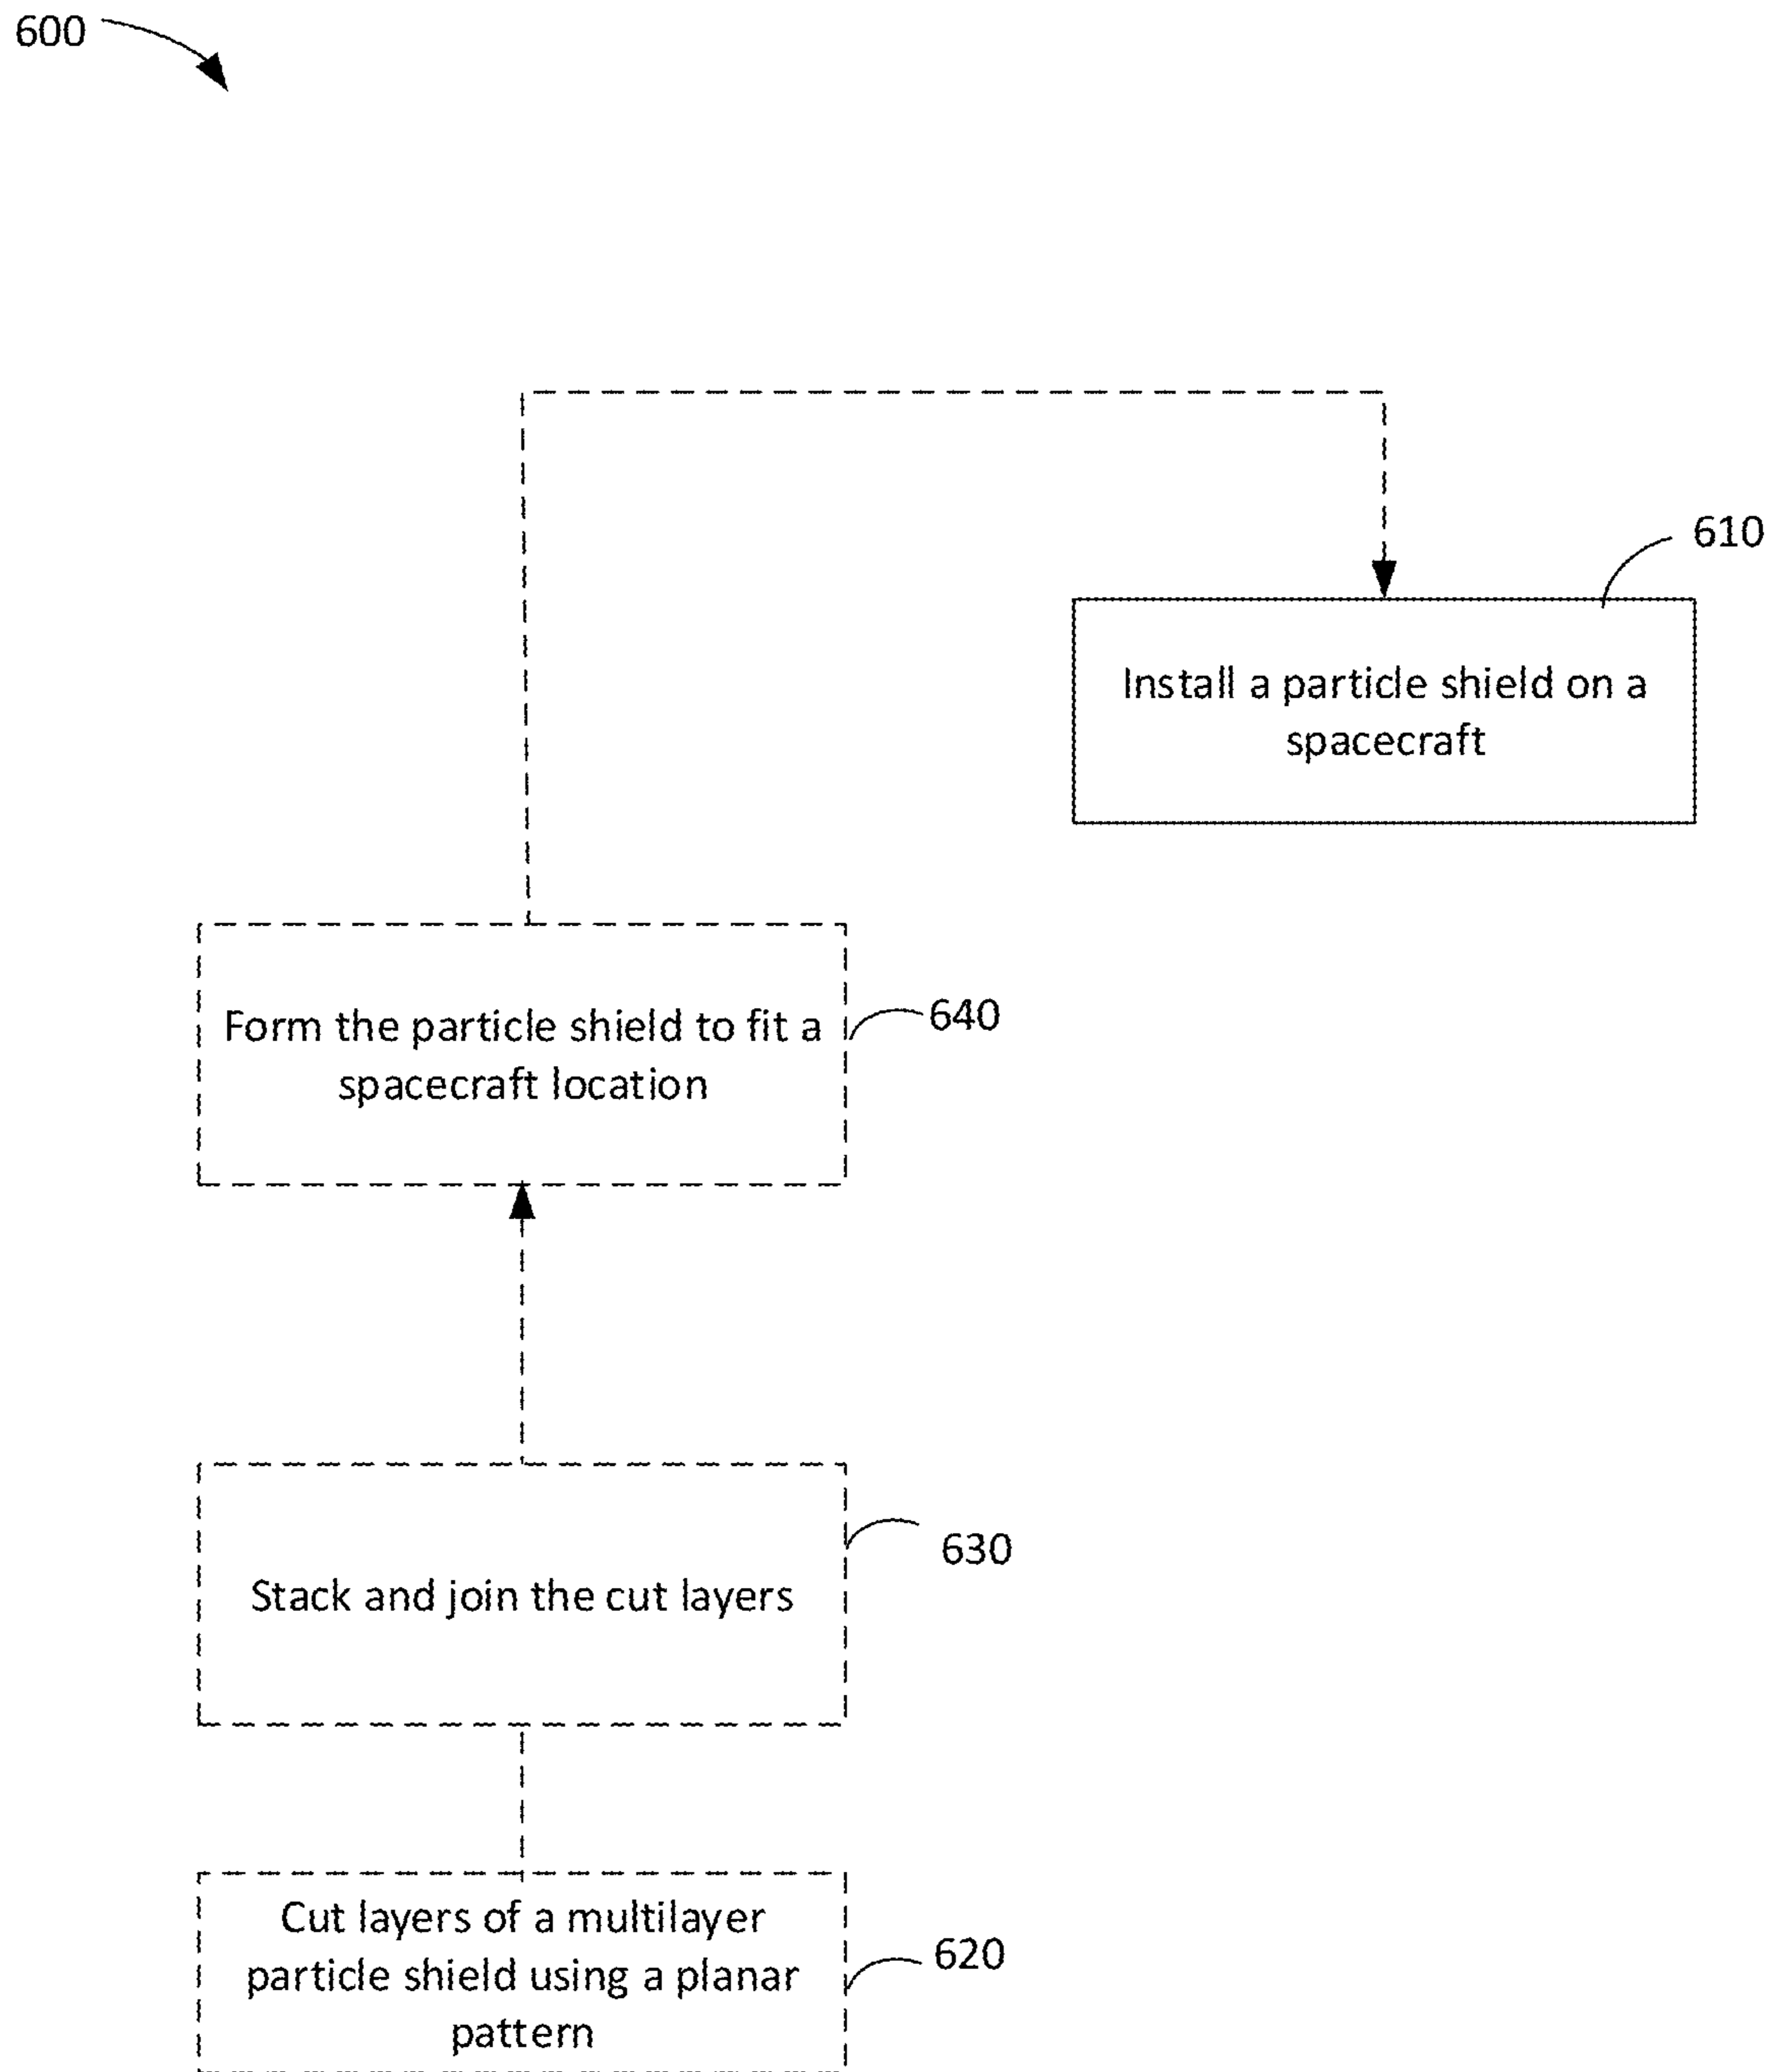 600
610
Install a particle shield on a
spacecraft
Form the particle shield to fit a
spacecraft location
640
630
Stack and join the cut layers
Cut layers of a multilayer
particle shield using a planar
pattern
620